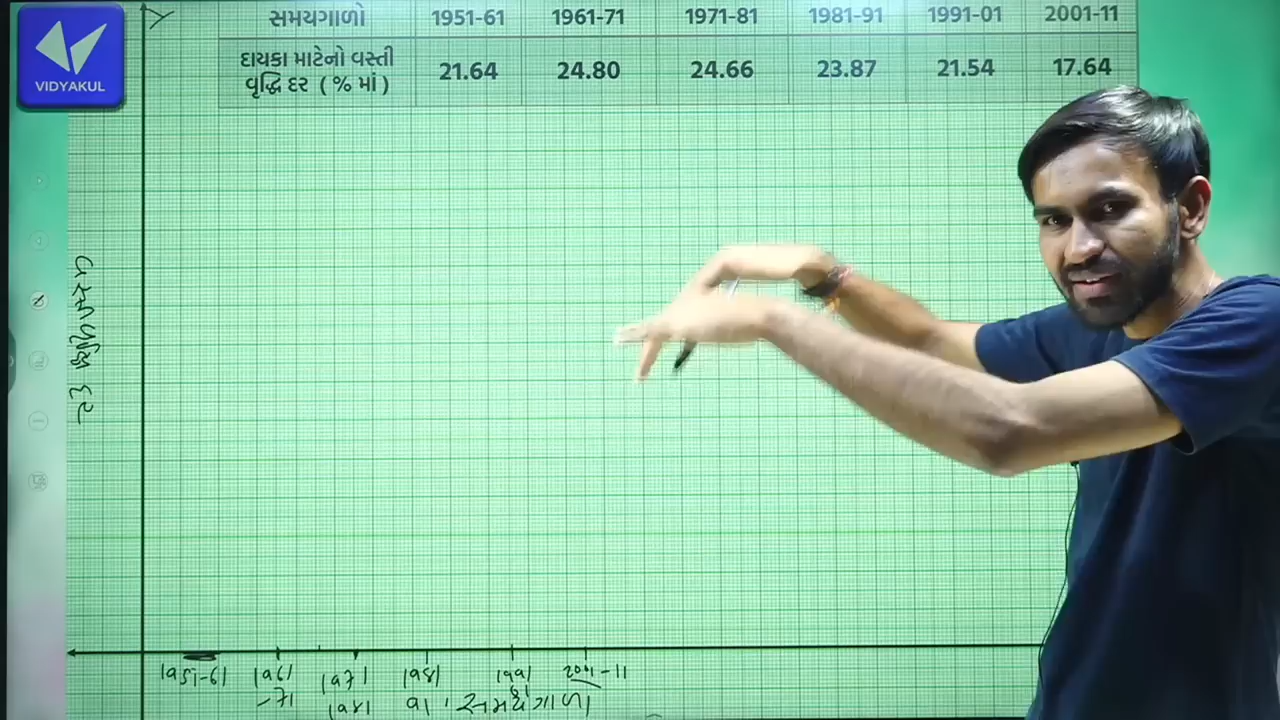 VIDYAKUL
સમયગાળો 1951-61 1961-71 1971-81 1981-91 1991-01 2001-11
દાયકા માટેનો વસ્તી
વૃદ્ધિ દર ( % માં ) 21.64 24.80 24.66 23.87 21.54 17.64
Y
વૃદ્ધિ દર
1951-61 1961 1971 1981 1991 2001-11
-71 1981 91 સમયગાળા